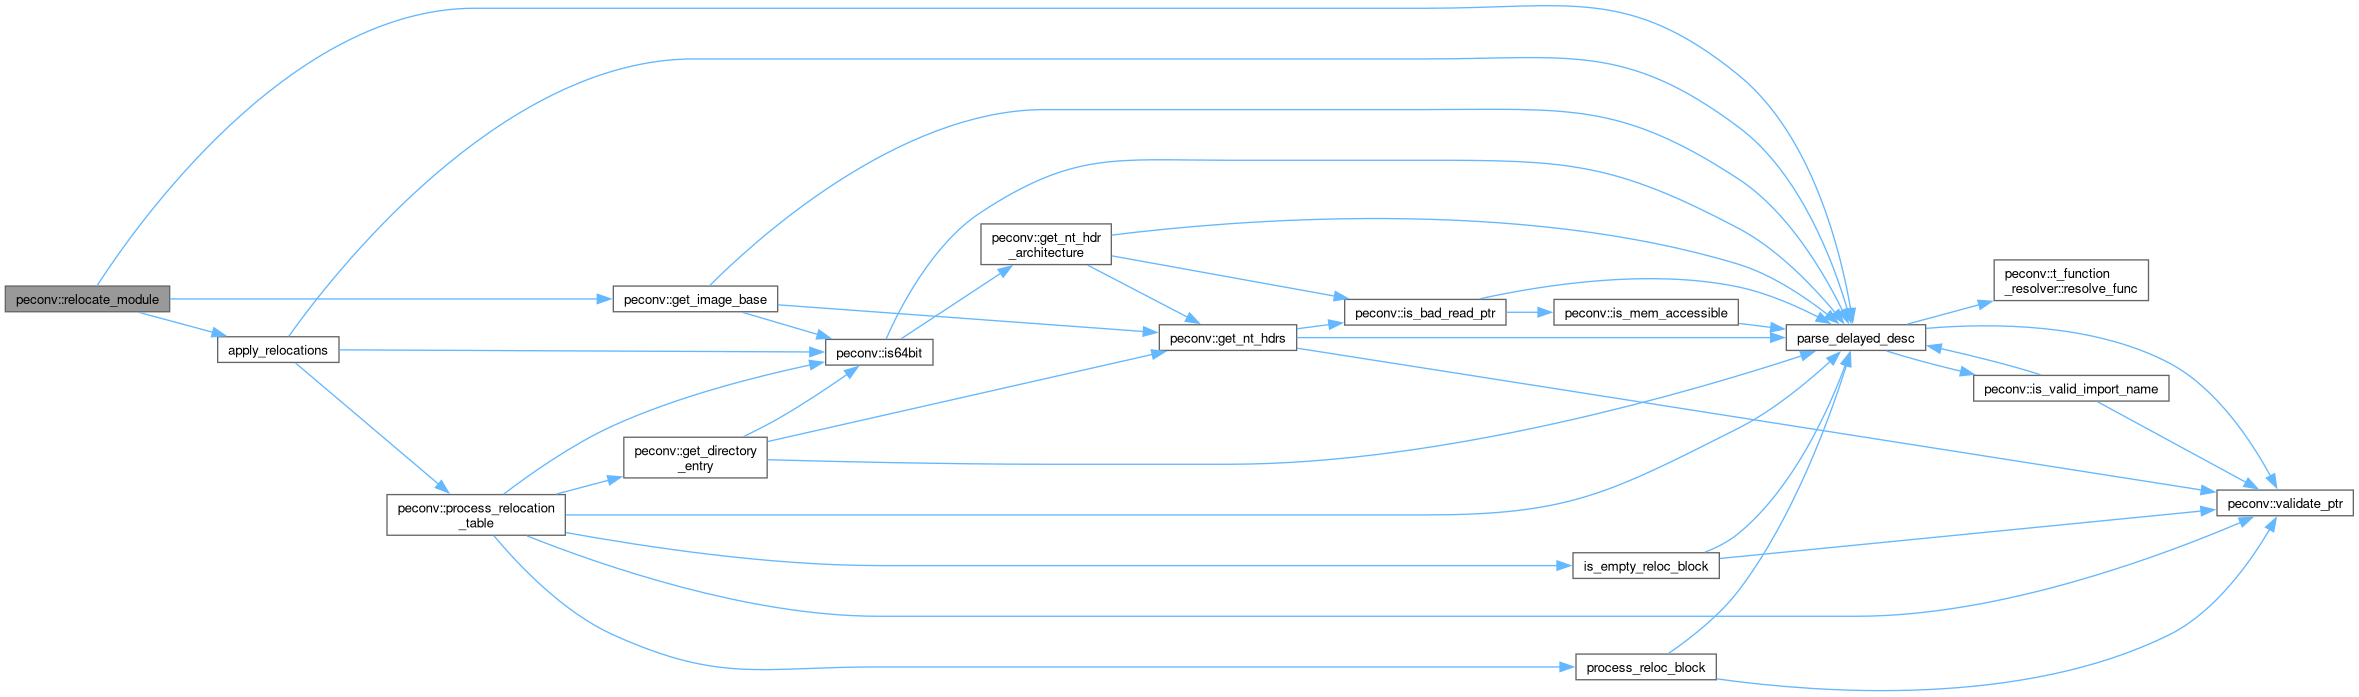 peconv::relocate_module
apply_relocations
peconv::process_relocation
_table
peconv::get_image_base
peconv::get_directory
_entry
peconv::is64bit
peconv::get_nt_hdr
_architecture
peconv::get_nt_hdrs
peconv::is_bad_read_ptr
peconv::is_mem_accessible
is_empty_reloc_block
process_reloc_block
parse_delayed_desc
peconv::t_function
_resolver::resolve_func
peconv::is_valid_import_name
peconv::validate_ptr